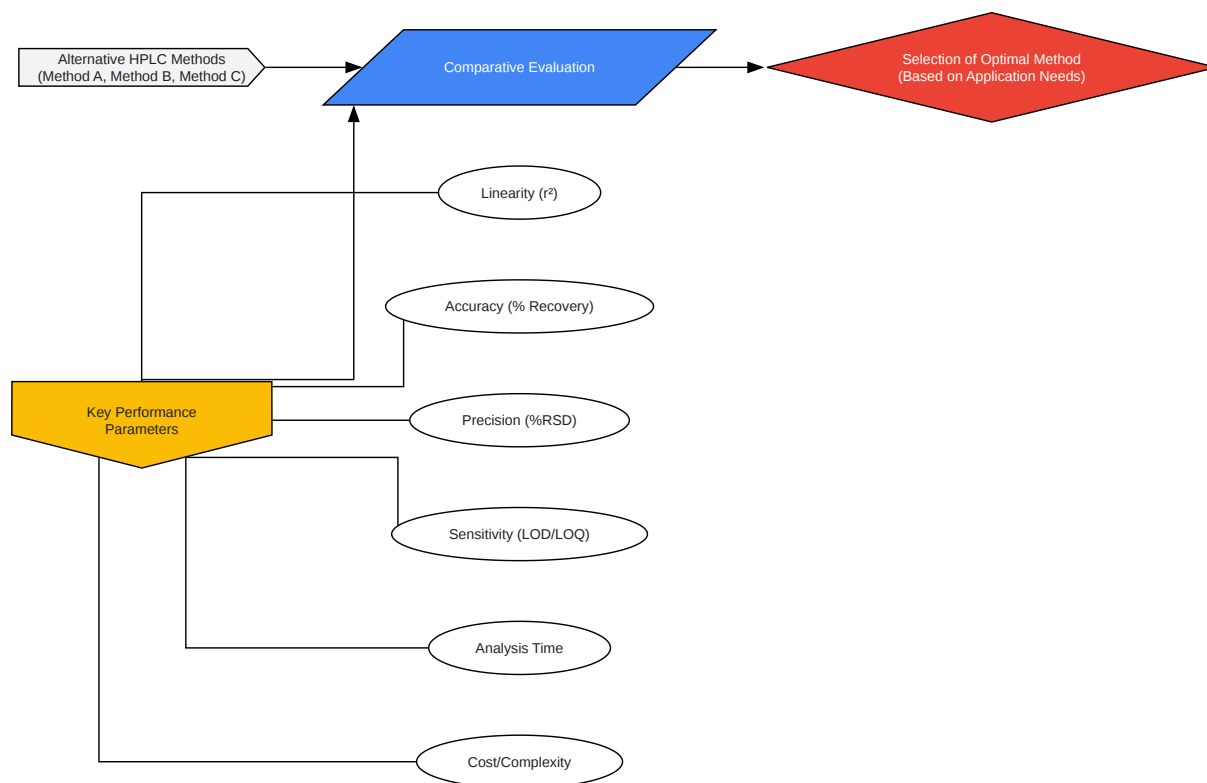 Alternative HPLC Methods
(Method A, Method B, Method C)
Comparative Evaluation
Selection of Optimal Method
(Based on Application Needs)
Linearity (r²)
Accuracy (% Recovery)
Key Performance
Parameters
Precision (%RSD)
Sensitivity (LOD/LOQ)
Analysis Time
Cost/Complexity